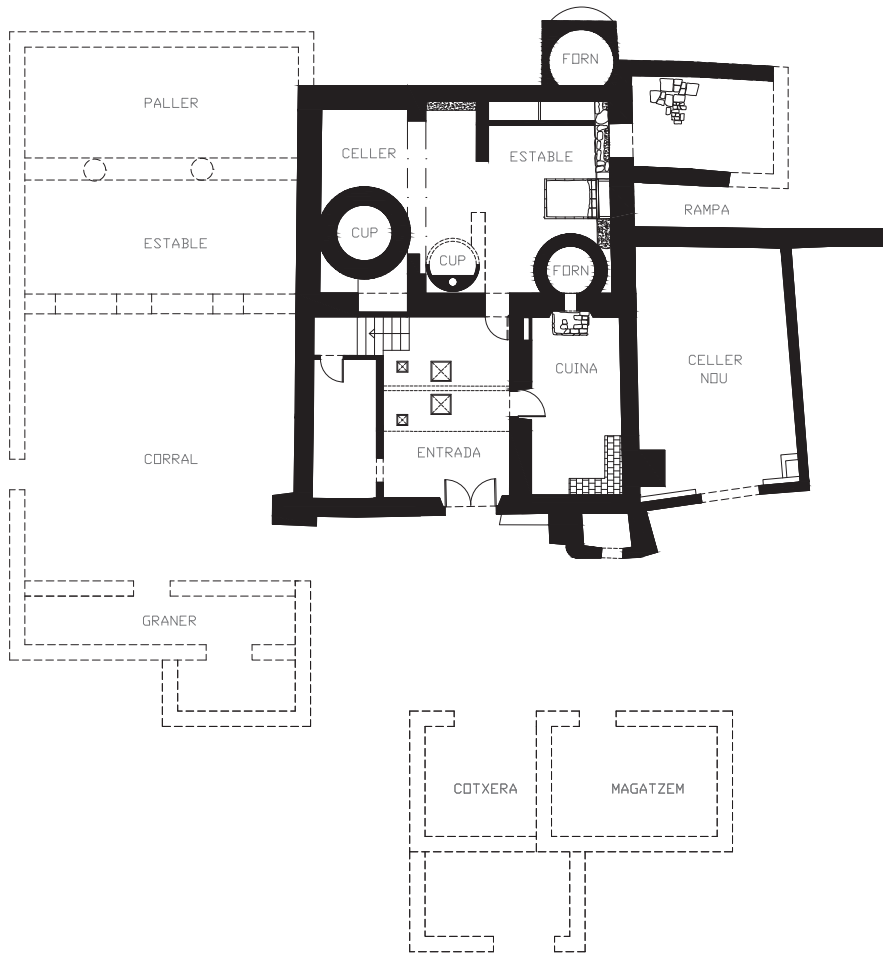 FORN
PALLER
CELLER
ESTABLE
RAMPA
CUP
ESTABLE
CUP
FORN
CELLER
NOU
CUINA
ENTRADA
CORRAL
GRANER
COTXERA
MAGATZEM